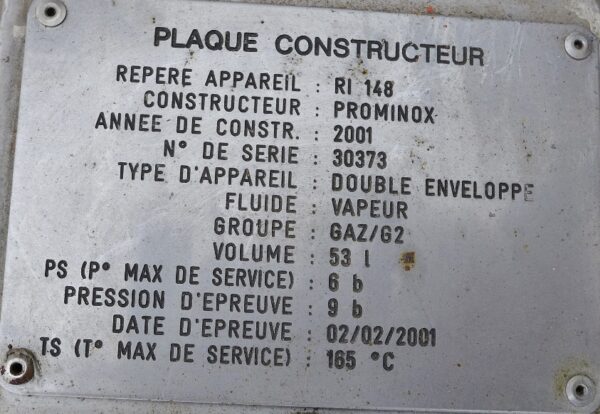 PLAQUE CONSTRUCTEUR
REPERE APPAREIL : RI 148
CONSTRUCTEUR : PROMINOX
ANNEE DE CONSTR. : 2001
N° DE SERIE : 30373
TYPE D'APPAREIL : DOUBLE ENVELOPPE
FLUIDE : VAPEUR
GROUPE : GAZ/G2
VOLUME : 53 l
PS (P° MAX DE SERVICE) : 6 b
PRESSION D'EPREUVE : 9 b
DATE D'EPREUVE : 02/02/2001
TS (T° MAX DE SERVICE) : 165 °C